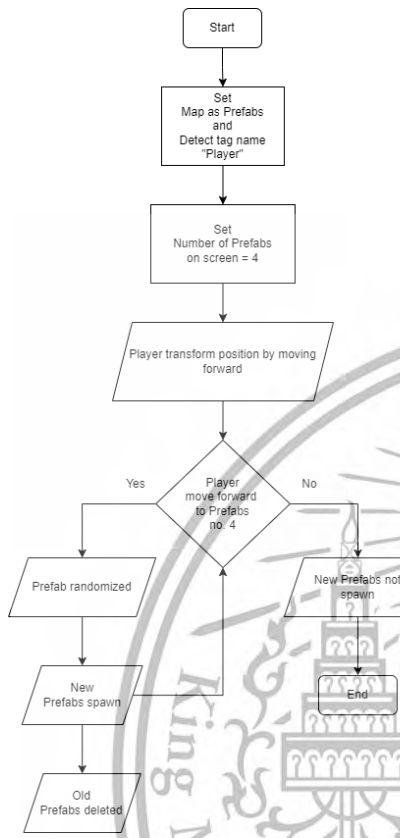 Start
Set
Map as Prefabs
and
Detect tag name
"Player"
Set
Number of Prefabs
on screen = 4
Player transform position by moving
forward
Player
move forward
to Prefabs
no. 4
Yes
No
Prefab randomized
New Prefabs not
spawn
New
Prefabs spawn
End
Old
Prefabs deleted
King